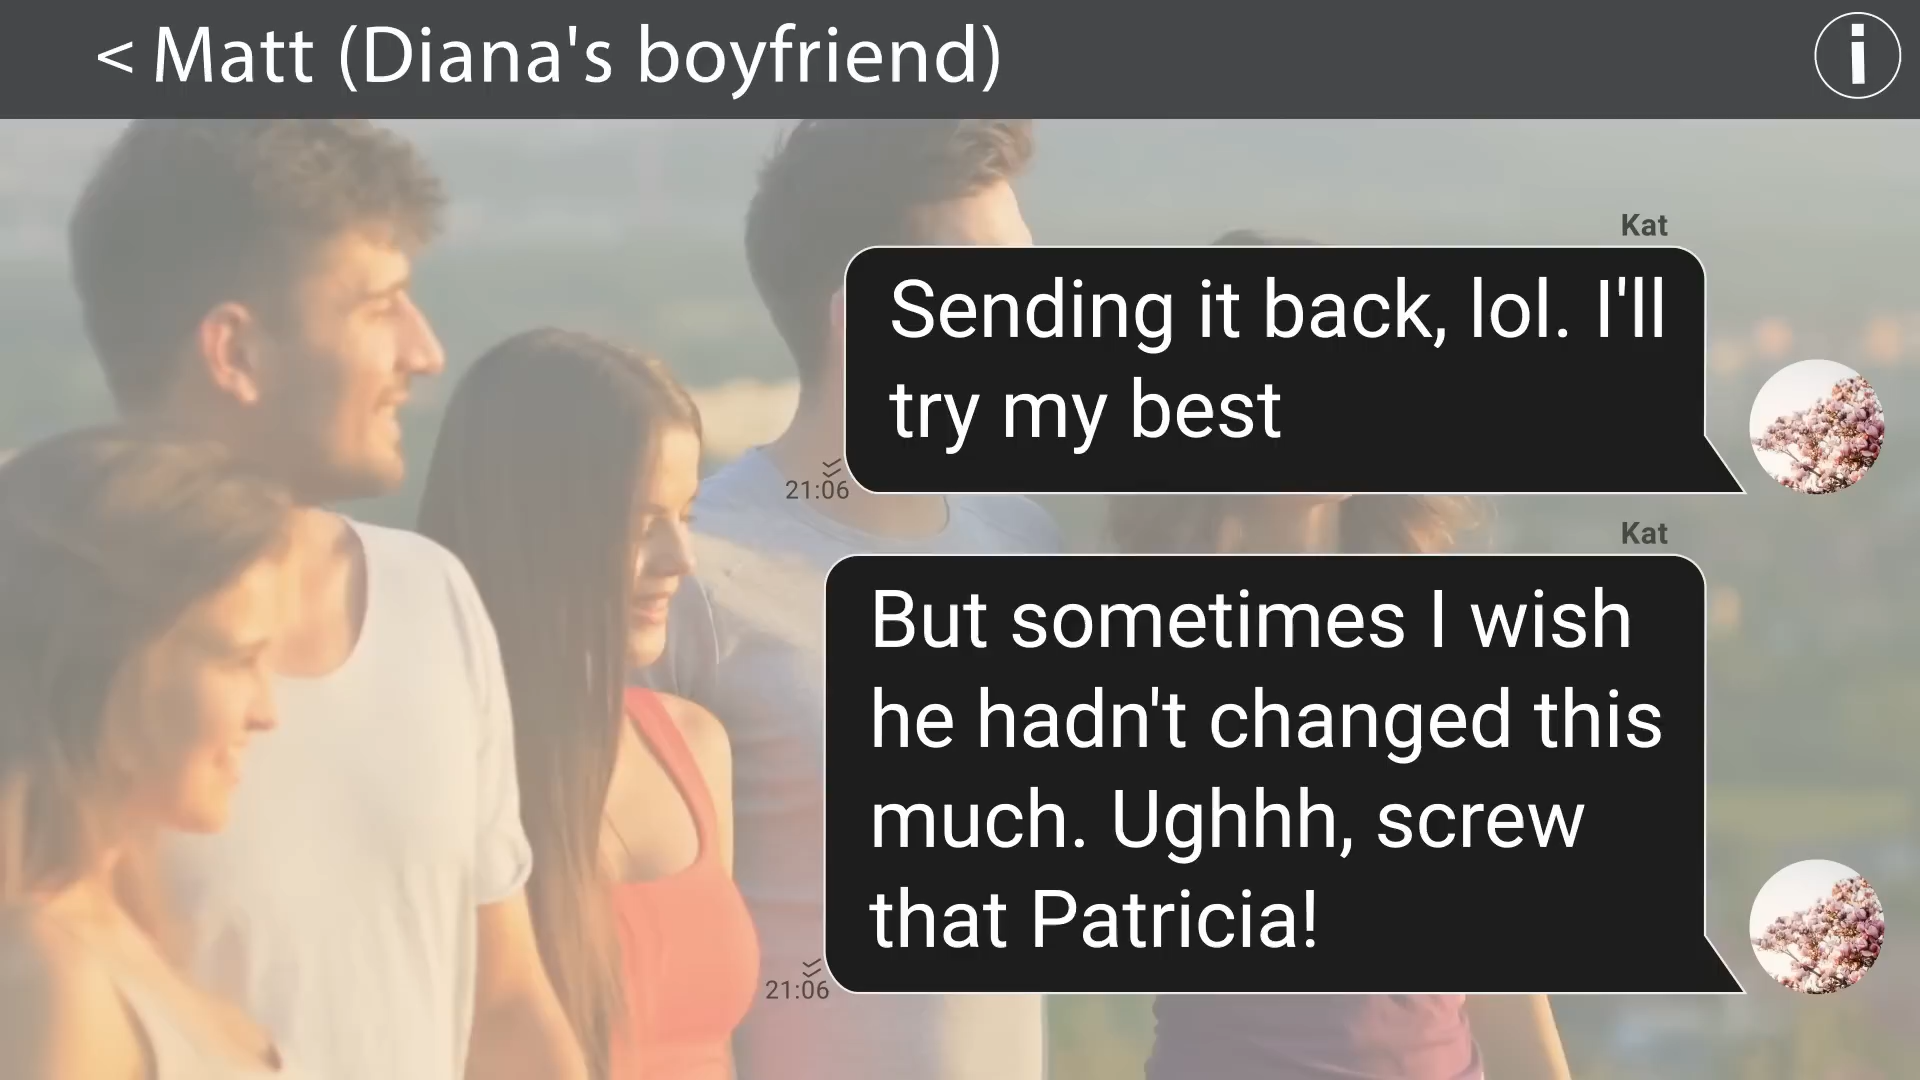 < Matt (Diana's boyfriend)
i
Kat
Sending it back, lol. I'll
try my best
21:06
Kat
But sometimes I wish
he hadn't changed this
much. Ughhh, screw
that Patricia!
21:06